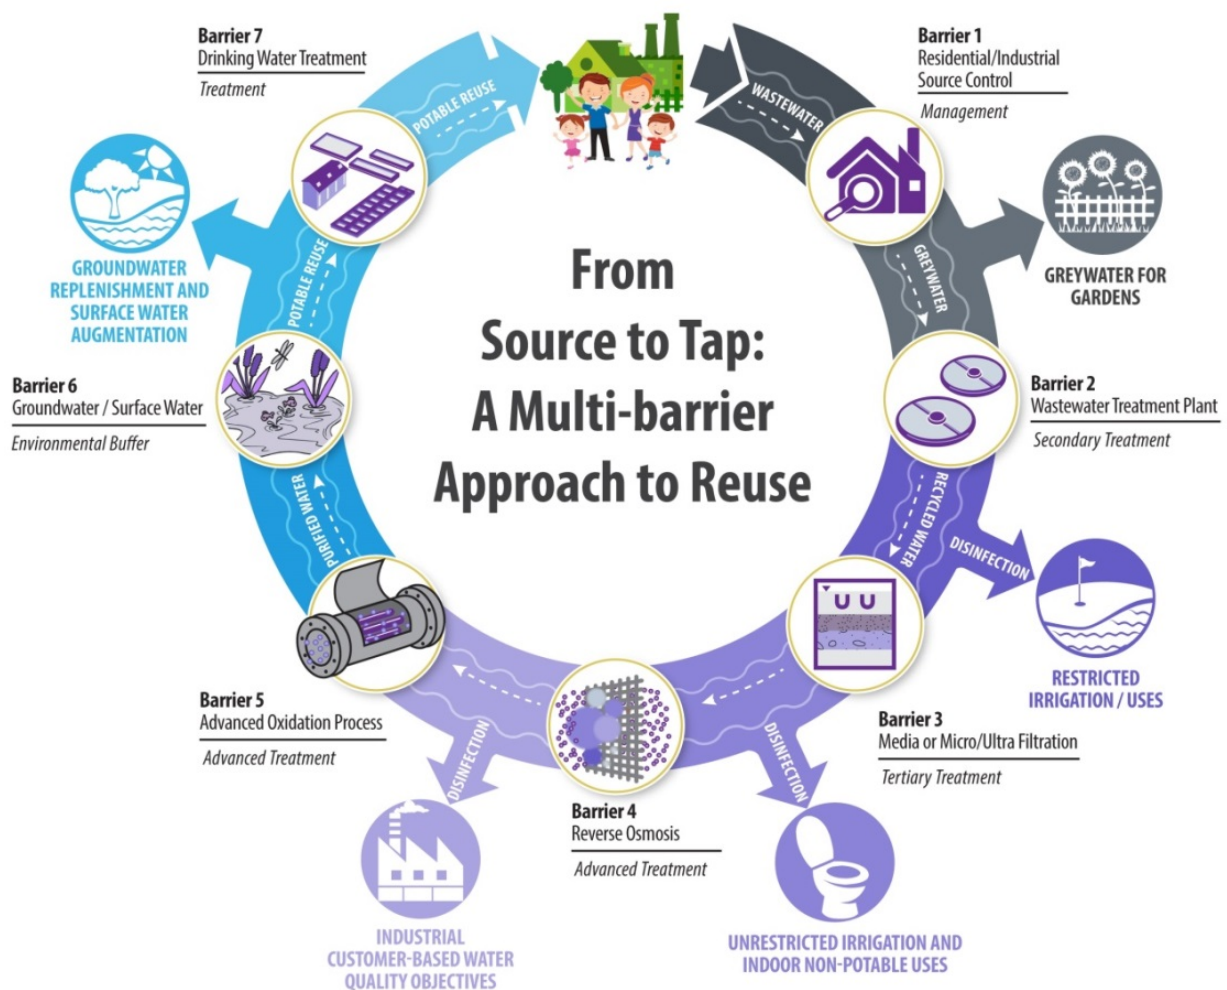 From
Source to Tap:
A Multi-barrier
Approach to Reuse
WASTEWATER
Barrier 1
Residential/Industrial
Source Control
Management
GREYWATER
GREYWATER FOR
GARDENS
Barrier 2
Wastewater Treatment Plant
Secondary Treatment
RECYCLED WATER
DISINFECTION
RESTRICTED
IRRIGATION / USES
Barrier 3
Media or Micro/Ultra Filtration
Tertiary Treatment
DISINFECTION
UNRESTRICTED IRRIGATION AND
INDOOR NON-POTABLE USES
Barrier 4
Reverse Osmosis
Advanced Treatment
DISINFECTION
INDUSTRIAL
CUSTOMER-BASED WATER
QUALITY OBJECTIVES
Barrier 5
Advanced Oxidation Process
Advanced Treatment
PURIFIED WATER
Barrier 6
Groundwater / Surface Water
Environmental Buffer
POTABLE REUSE
GROUNDWATER
REPLENISHMENT AND
SURFACE WATER
AUGMENTATION
Barrier 7
Drinking Water Treatment
Treatment
POTABLE REUSE